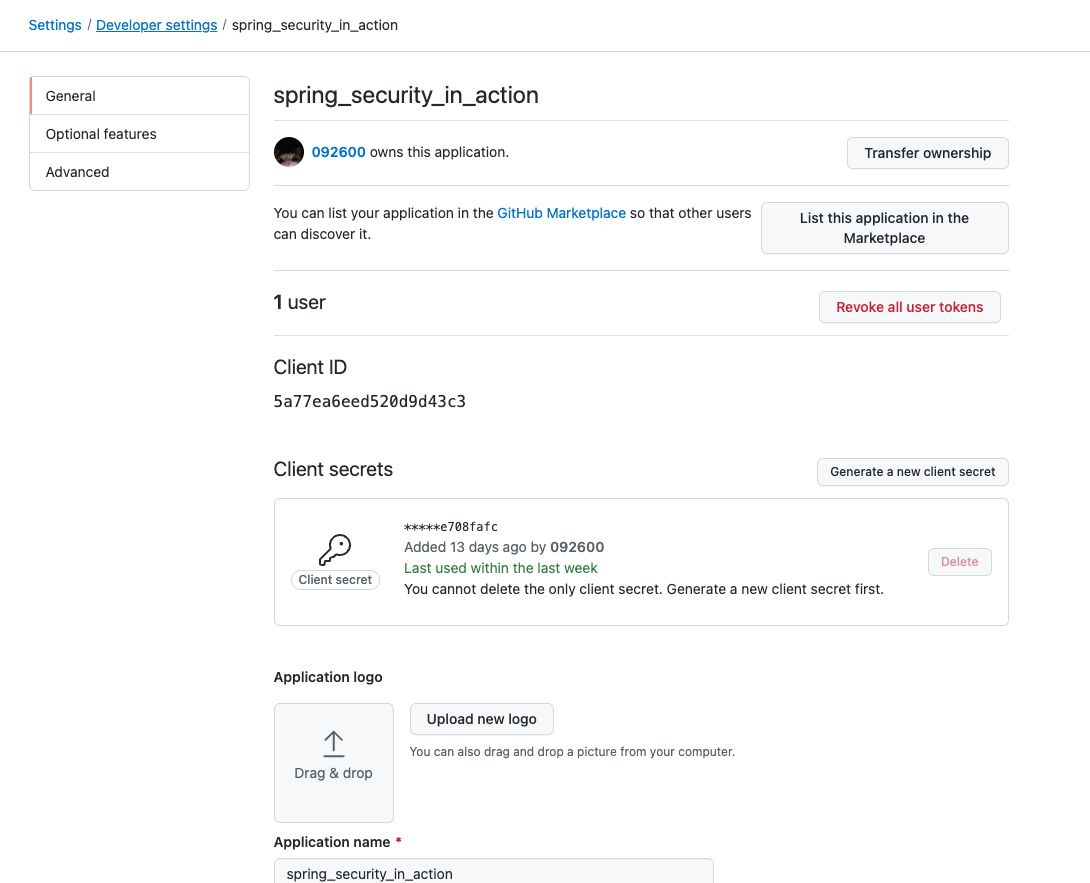 Settings / Developer settings / spring_security_in_action
General
Optional features
Advanced
spring_security_in_action
092600 owns this application.
Transfer ownership
You can list your application in the GitHub Marketplace so that other users
can discover it.
List this application in the
Marketplace
1 user
Revoke all user tokens
Client ID
5a77ea6eed520d9d43c3
Client secrets
Generate a new client secret
*****e708fafc
Added 13 days ago by 092600
Last used within the last week
You cannot delete the only client secret. Generate a new client secret first.
Client secret
Delete
Application logo
Drag & drop
Upload new logo
You can also drag and drop a picture from your computer.
Application name *
spring_security_in_action